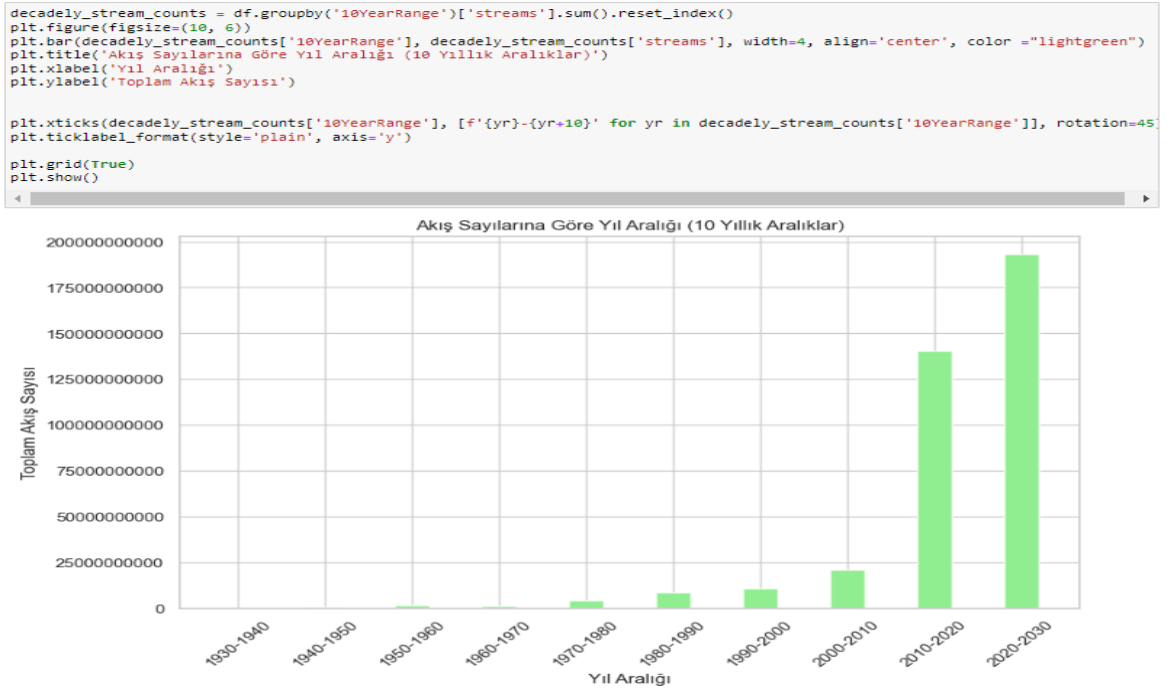 decadely_stream_counts = df.groupby('10YearRange')['streams'].sum().reset_index()
plt.figure(figsize=(10, 6))
plt.bar(decadely_stream_counts['10YearRange'], decadely_stream_counts['streams'], width=4, align='center', color ="lightgreen")
plt.title('Akış Sayılarına Göre Yıl Aralığı (10 Yıllık Aralıklar)')
plt.xlabel('Yıl Aralığı')
plt.ylabel('Toplam Akış Sayısı')
plt.xticks(decadely_stream_counts['10YearRange'], [f'{yr}-{yr+10}' for yr in decadely_stream_counts['10YearRange']], rotation=45
plt.ticklabel_format(style='plain', axis='y')
plt.grid(True)
plt.show()
Akış Sayılarına Göre Yıl Aralığı (10 Yıllık Aralıklar)
200000000000
175000000000
150000000000
125000000000
100000000000
75000000000
50000000000
25000000000
0
Toplam Akış Sayısı
1930-1940
1940-1950
1950-1960
1960-1970
1970-1980
1980-1990
1990-2000
2000-2010
2010-2020
2020-2030
Yıl Aralığı